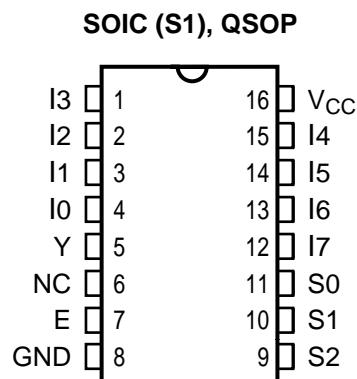 SOIC (S1), QSOP
I3 1 16 VCC
I2 2 15 I4
I1 3 14 I5
I0 4 13 I6
Y 5 12 I7
NC 6 11 S0
E 7 10 S1
GND 8 9 S2